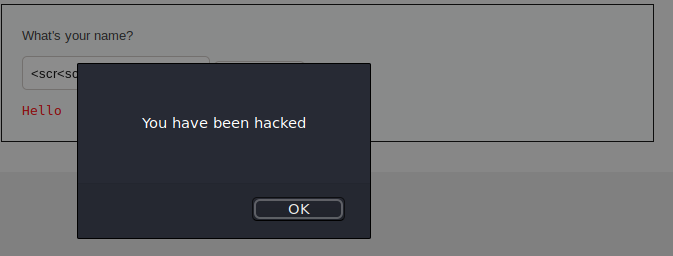 What's your name?
<scr<sc
Hello
You have been hacked
OK